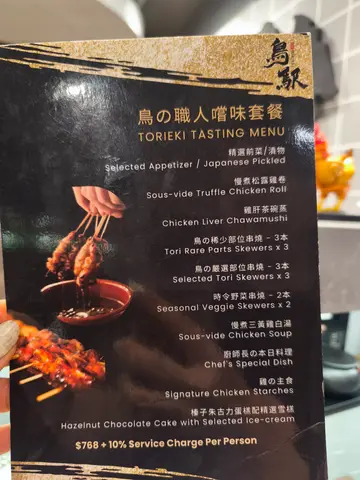 鳥駅
鳥の職人嚐味套餐
TORIEKI TASTING MENU
精選前菜/漬物
Selected Appetizer / Japanese Pickled
慢煮松露雞卷
Sous-vide Truffle Chicken Roll
雞肝茶碗蒸
Chicken Liver Chawamushi
鳥の稀少部位串燒 - 3本
Tori Rare Parts Skewers x 3
鳥の嚴選部位串燒 - 3本
Selected Tori Skewers x 3
時令野菜串燒 - 2本
Seasonal Veggie Skewers x 2
慢煮三黃雞白湯
Sous-vide Chicken Soup
廚師長の本日料理
Chef's Special Dish
雞の主食
Signature Chicken Starches
榛子朱古力蛋糕配精選雪糕
Hazelnut Chocolate Cake with Selected Ice-cream
$768 + 10% Service Charge Per Person